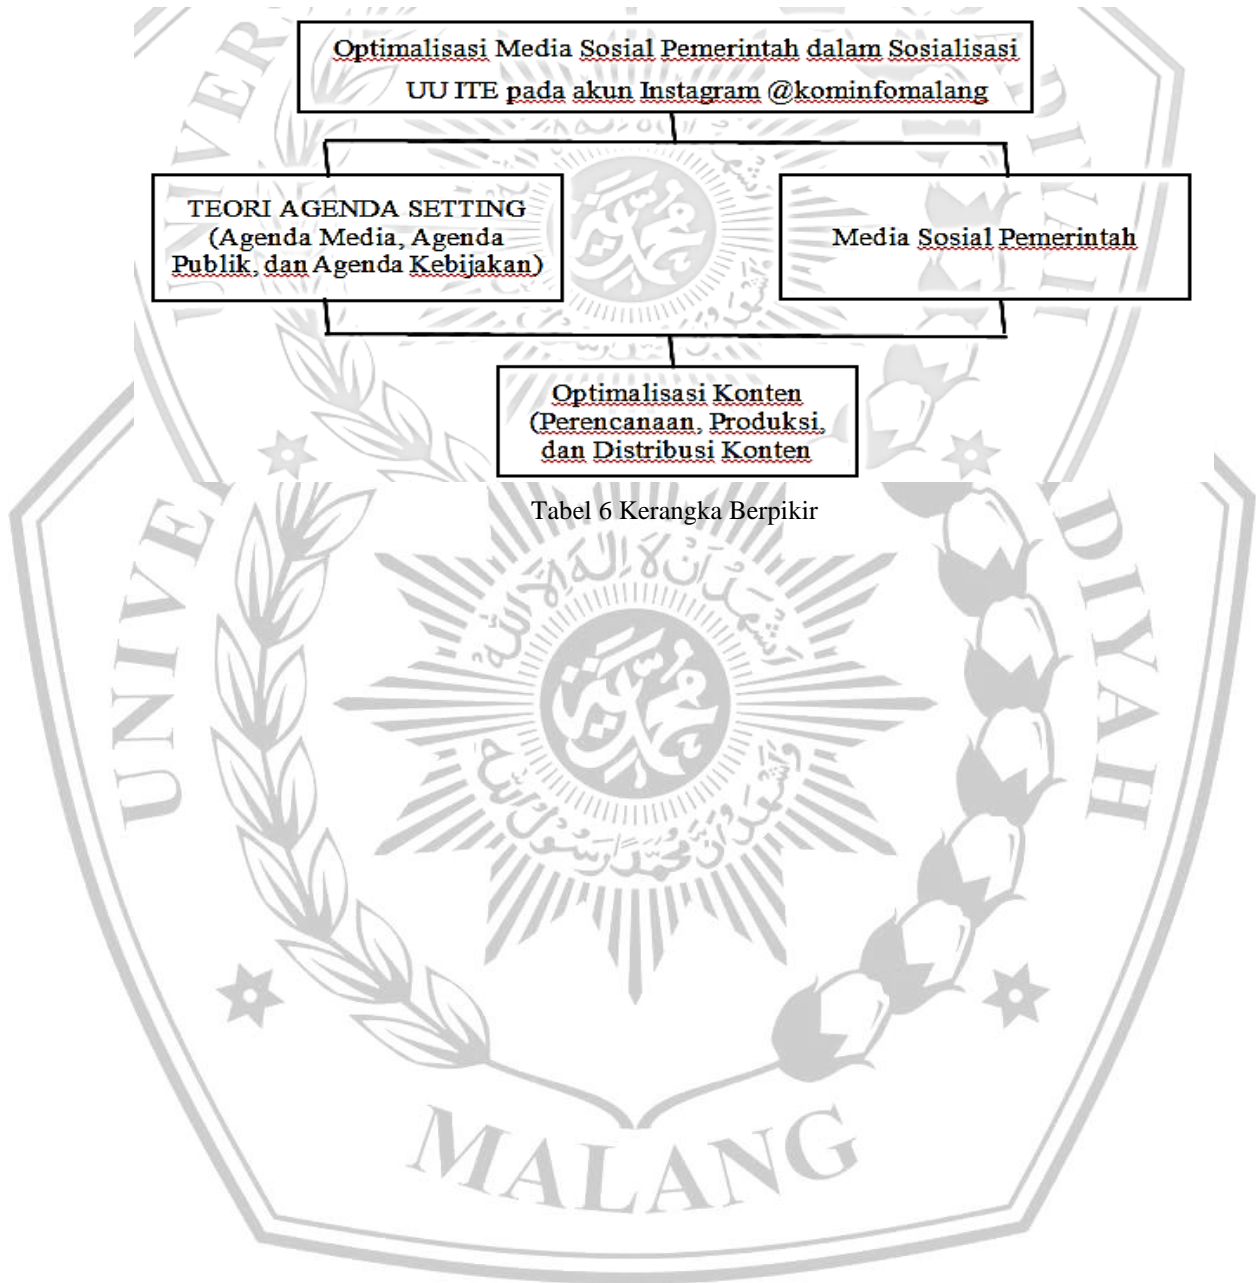 Optimalisasi Media Sosial Pemerintah dalam Sosialisasi
UU ITE pada akun Instagram @kominfomalang
TEORI AGENDA SETTING
(Agenda Media, Agenda
Publik, dan Agenda Kebijakan)
Media Sosial Pemerintah
Optimalisasi Konten
(Perencanaan, Produksi,
dan Distribusi Konten
Tabel 6 Kerangka Berpikir
MALANG